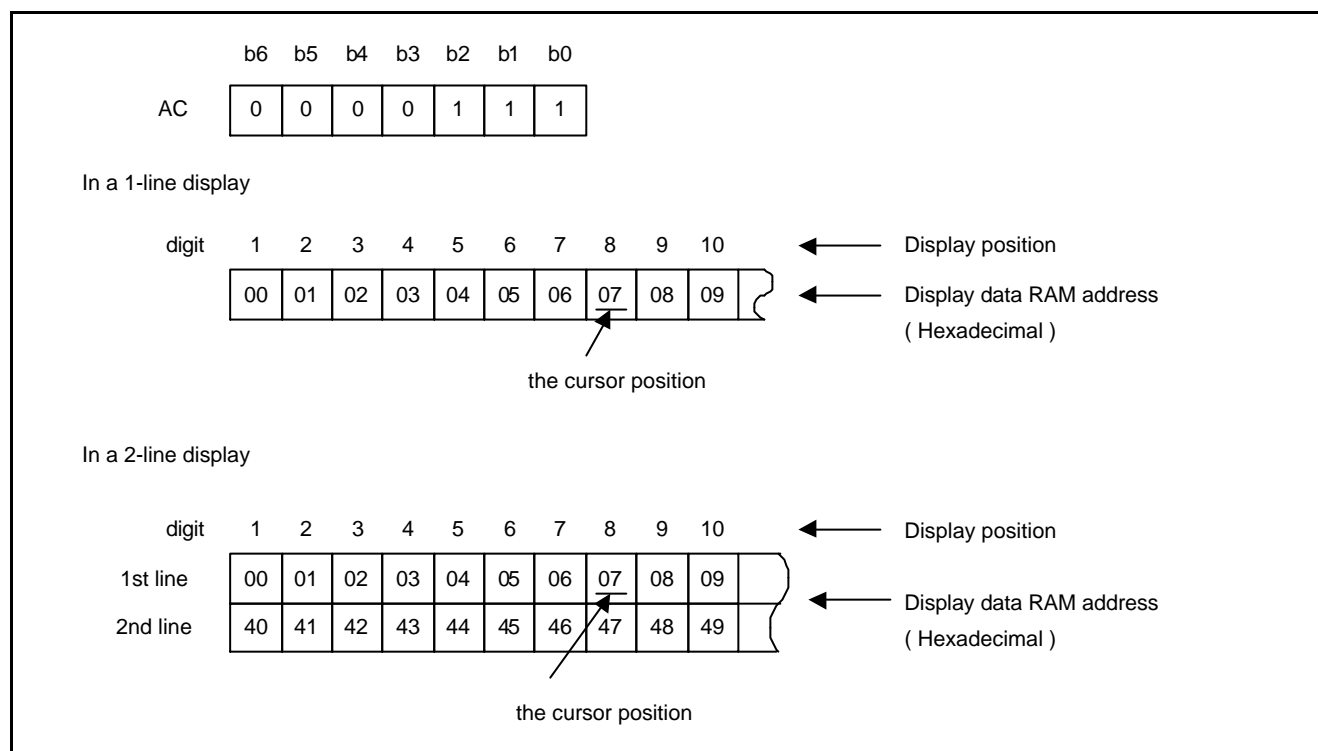 b6 b5 b4 b3 b2 b1 b0
AC 0 0 0 0 1 1 1
In a 1-line display
digit 1 2 3 4 5 6 7 8 9 10 Display position
00 01 02 03 04 05 06 07 08 09 Display data RAM address
( Hexadecimal )
the cursor position
In a 2-line display
digit 1 2 3 4 5 6 7 8 9 10 Display position
1st line 00 01 02 03 04 05 06 07 08 09
Display data RAM address
2nd line 40 41 42 43 44 45 46 47 48 49
( Hexadecimal )
the cursor position